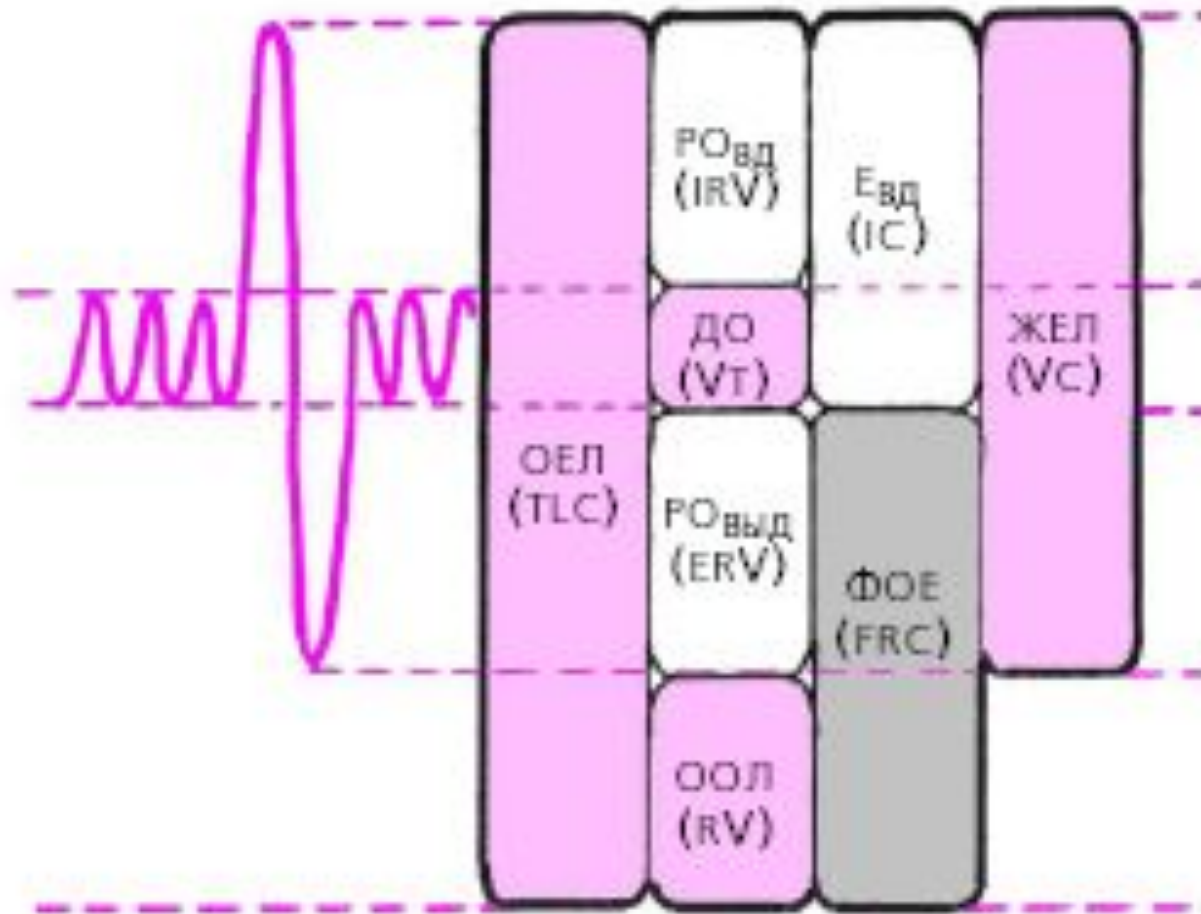 ОЕЛ
(TLC)
РОВД
(IRV)
ДО
(VT)
РОВЫД
(ERV)
ООЛ
(RV)
ЕВД
(IC)
ФОЕ
(FRC)
ЖЕЛ
(VC)